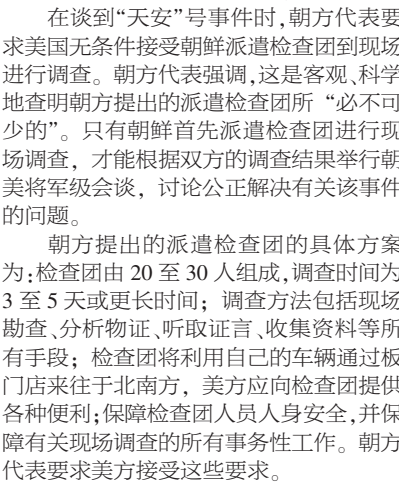 在谈到“天安”号事件时,朝方代表要
求美国无条件接受朝鲜派遣检查团到现场
进行调查。朝方代表强调,这是客观、科学
地查明朝方提出的派遣检查团所“必不可
少的”。只有朝鲜首先派遣检查团进行现
场调查，才能根据双方的调查结果举行朝
美将军级会谈，讨论公正解决有关该事件
的问题。
朝方提出的派遣检查团的具体方案
为:检查团由 20 至 30 人组成,调查时间为
3 至 5 天或更长时间；调查方法包括现场
勘查、分析物证、听取证言、收集资料等所
有手段；检查团将利用自己的车辆通过板
门店来往于北南方，美方应向检查团提供
各种便利;保障检查团人员人身安全,并保
障有关现场调查的所有事务性工作。朝方
代表要求美方接受这些要求。